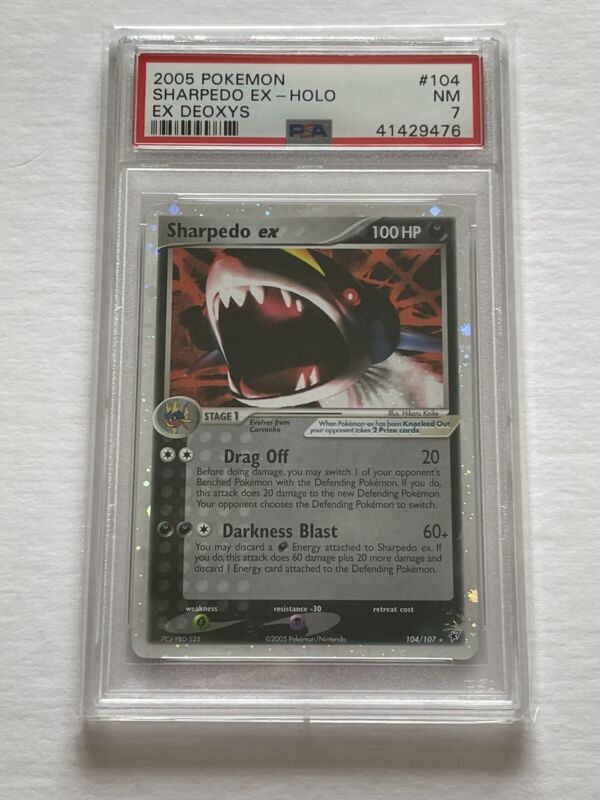 2005 POKEMON #104
SHARPEDO EX-HOLO NM
EX DEOXYS 7
PSA 41429476
Sharpedo ex 100 HP
Illus. Hikaru Koike
STAGE 1
Evolves from
Carvanha
When Pokémon-ex has been Knocked Out,
your opponent takes 2 Prize cards.
Drag Off 20
Before doing damage, you may switch 1 of your opponent's
Benched Pokémon with the Defending Pokémon. If you do,
this attack does 20 damage to the new Defending Pokémon.
Your opponent chooses the Defending Pokémon to switch.
Darkness Blast 60+
You may discard a Energy attached to Sharpedo ex. If
you do, this attack does 60 damage plus 20 more damage and
discard 1 Energy card attached to the Defending Pokémon.
weakness resistance -30 retreat cost
7CJ-YBD-S25 ©2005 Pokémon/Nintendo 104/107 ★